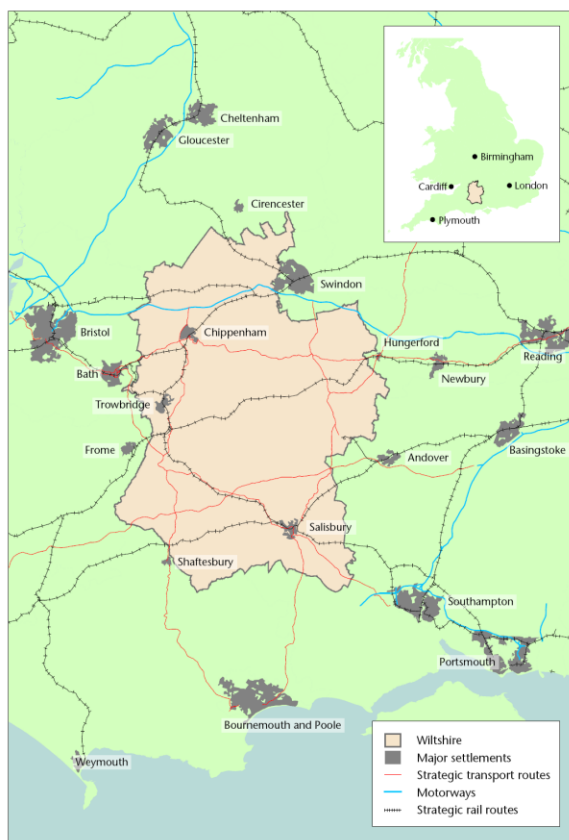 Birmingham
Cardiff
London
Plymouth
Cheltenham
Gloucester
Cirencester
Swindon
Bristol
Chippenham
Hungerford
Reading
Bath
Newbury
Trowbridge
Frome
Andover
Basingstoke
Salisbury
Shaftesbury
Southampton
Portsmouth
Bournemouth and Poole
Weymouth
Wiltshire
Major settlements
Strategic transport routes
Motorways
Strategic rail routes